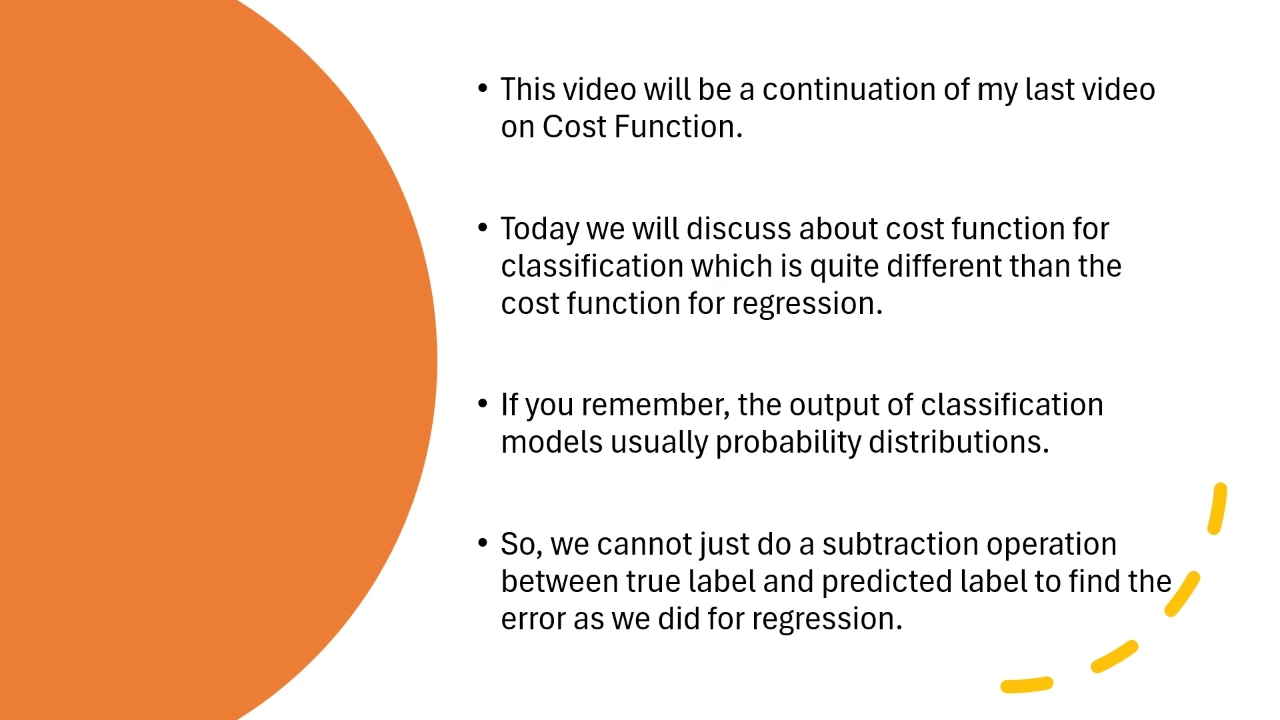 • This video will be a continuation of my last video
on Cost Function.
• Today we will discuss about cost function for
classification which is quite different than the
cost function for regression.
• If you remember, the output of classification
models usually probability distributions.
• So, we cannot just do a subtraction operation
between true label and predicted label to find the
error as we did for regression.